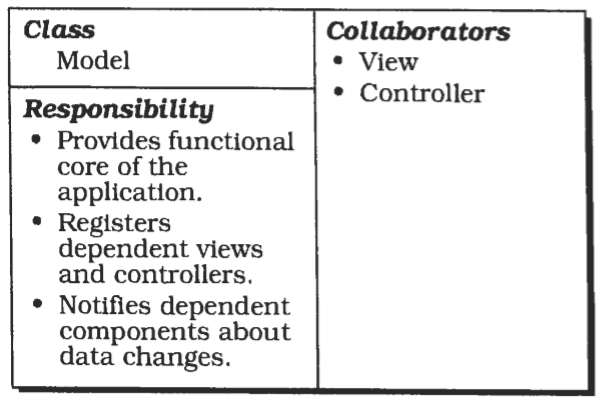 Class
Model
Responsibility
• Provides functional
core of the
application.
• Registers
dependent views
and controllers.
• Notifies dependent
components about
data changes.
Collaborators
• View
• Controller